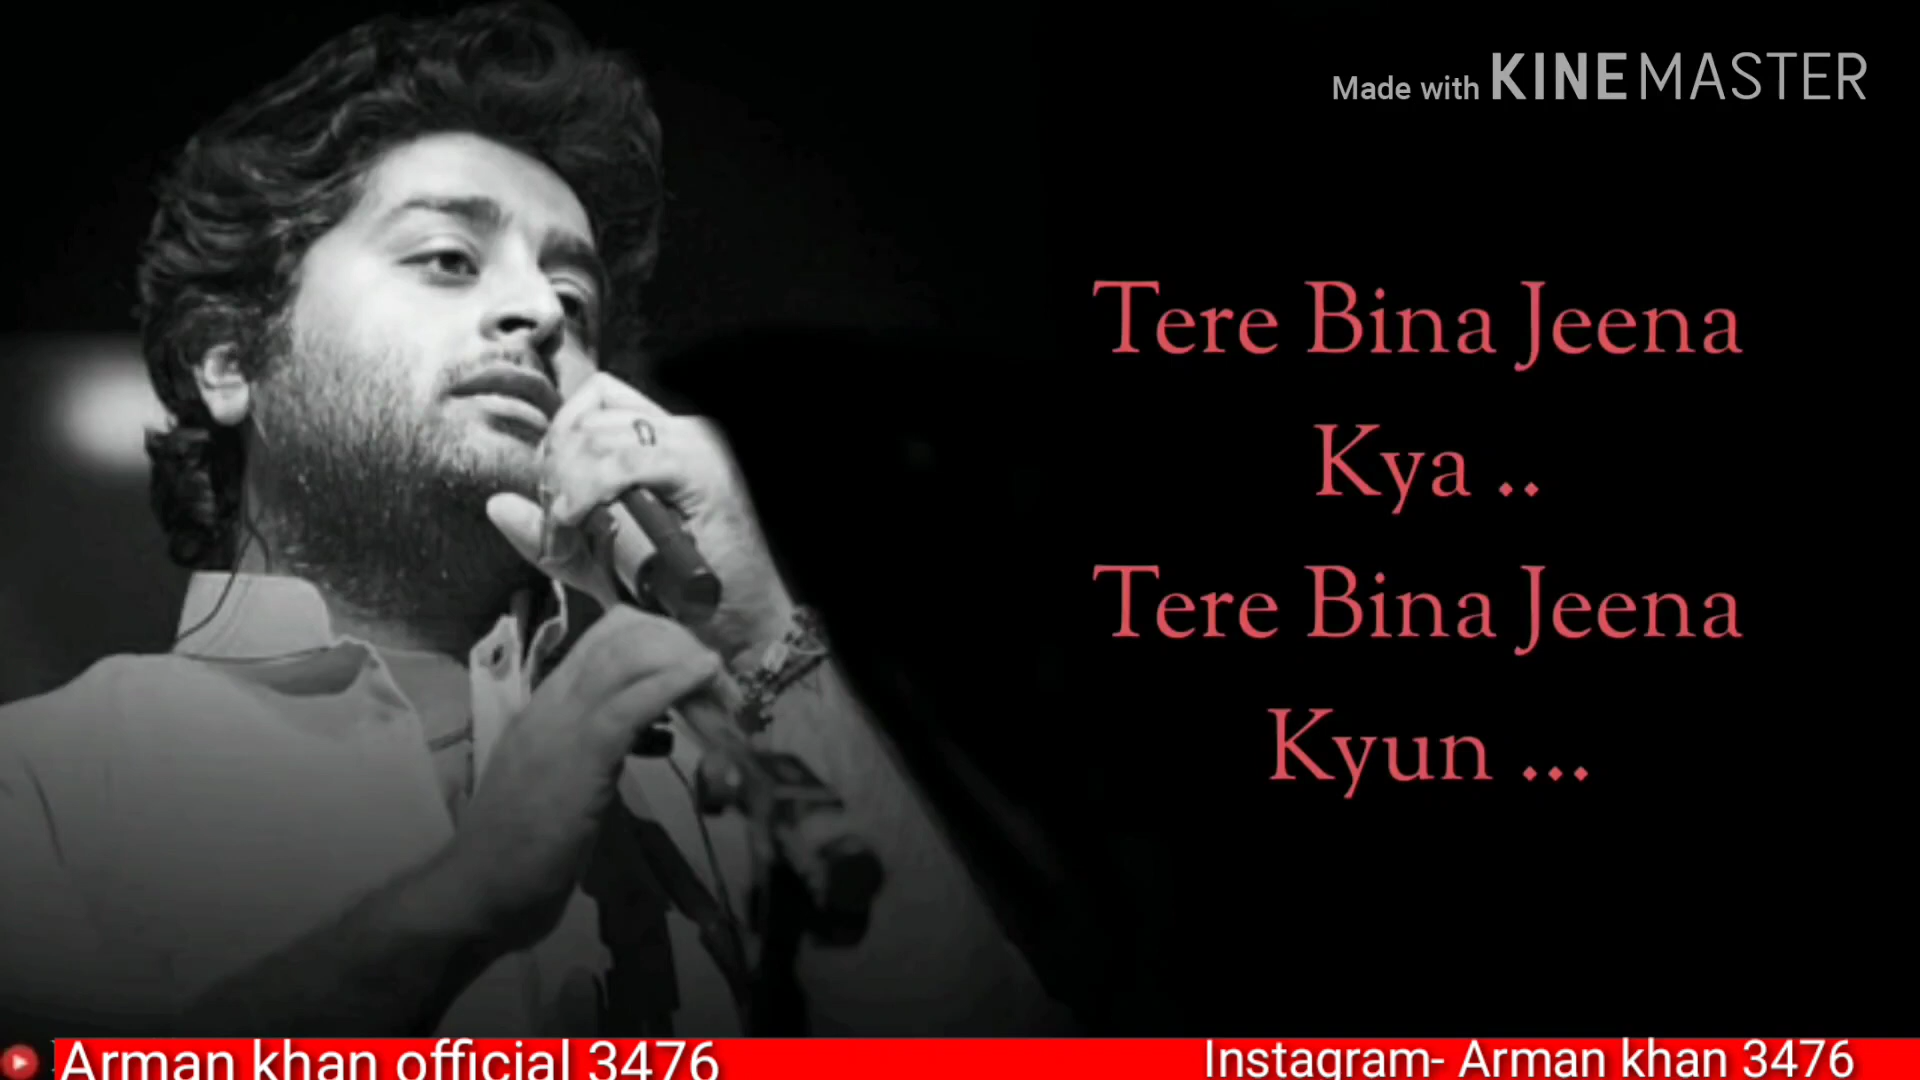 Made with KINEMASTER
Tere Bina Jeena
Kya ..
Tere Bina Jeena
Kyun ...
Arman khan official 3476
Instagram- Arman khan 3476